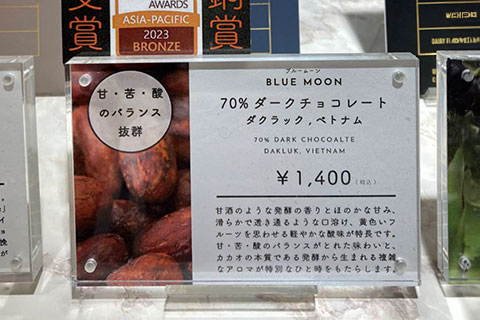 受賞
AWARDS
ASIA-PACIFIC
2023
BRONZE
銅賞
甘・苦・酸
のバランス
抜群
ブルームーン
BLUE MOON
70%ダークチョコレート
ダクラック,ベトナム
70% DARK CHOCOALTE
DAKLUK, VIETNAM
¥1,400(税込)
甘酒のような発酵の香りとほのかな甘み、
滑らかで透き通るような口溶け、黄色いフ
ルーツを思わせる軽やかな酸味が特長です。
甘・苦・酸のバランスがとれた味わいと、
カカオの本質である発酵から生まれる複雑
なアロマが特別なひと時をもたらします。